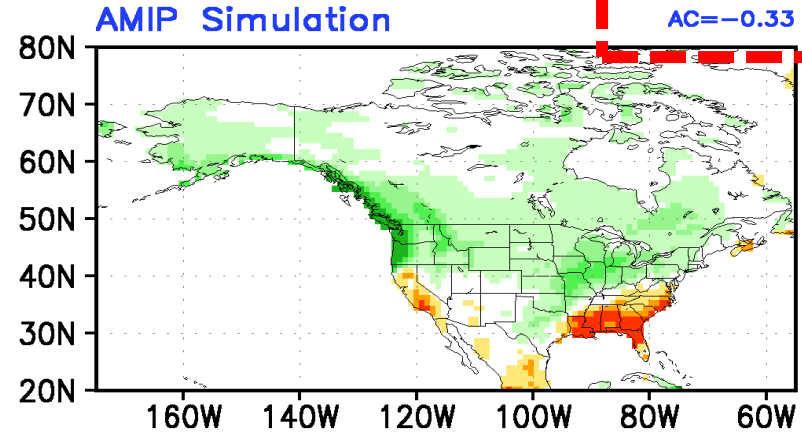 AMIP Simulation
AC=−0.33
80N
70N
60N
50N
40N
30N
20N
160W 140W 120W 100W 80W 60W